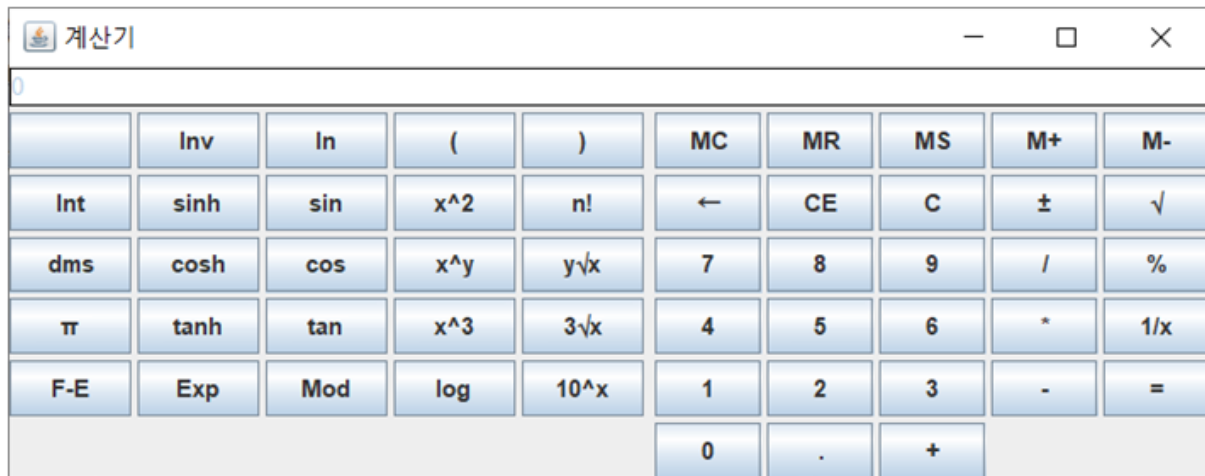 계산기
0
Inv In ( ) MC MR MS M+ M-
Int sinh sin x^2 n! ← CE C ± √
dms cosh cos x^y y√x 7 8 9 / %
π tanh tan x^3 3√x 4 5 6 * 1/x
F-E Exp Mod log 10^x 1 2 3 - =
0 . +